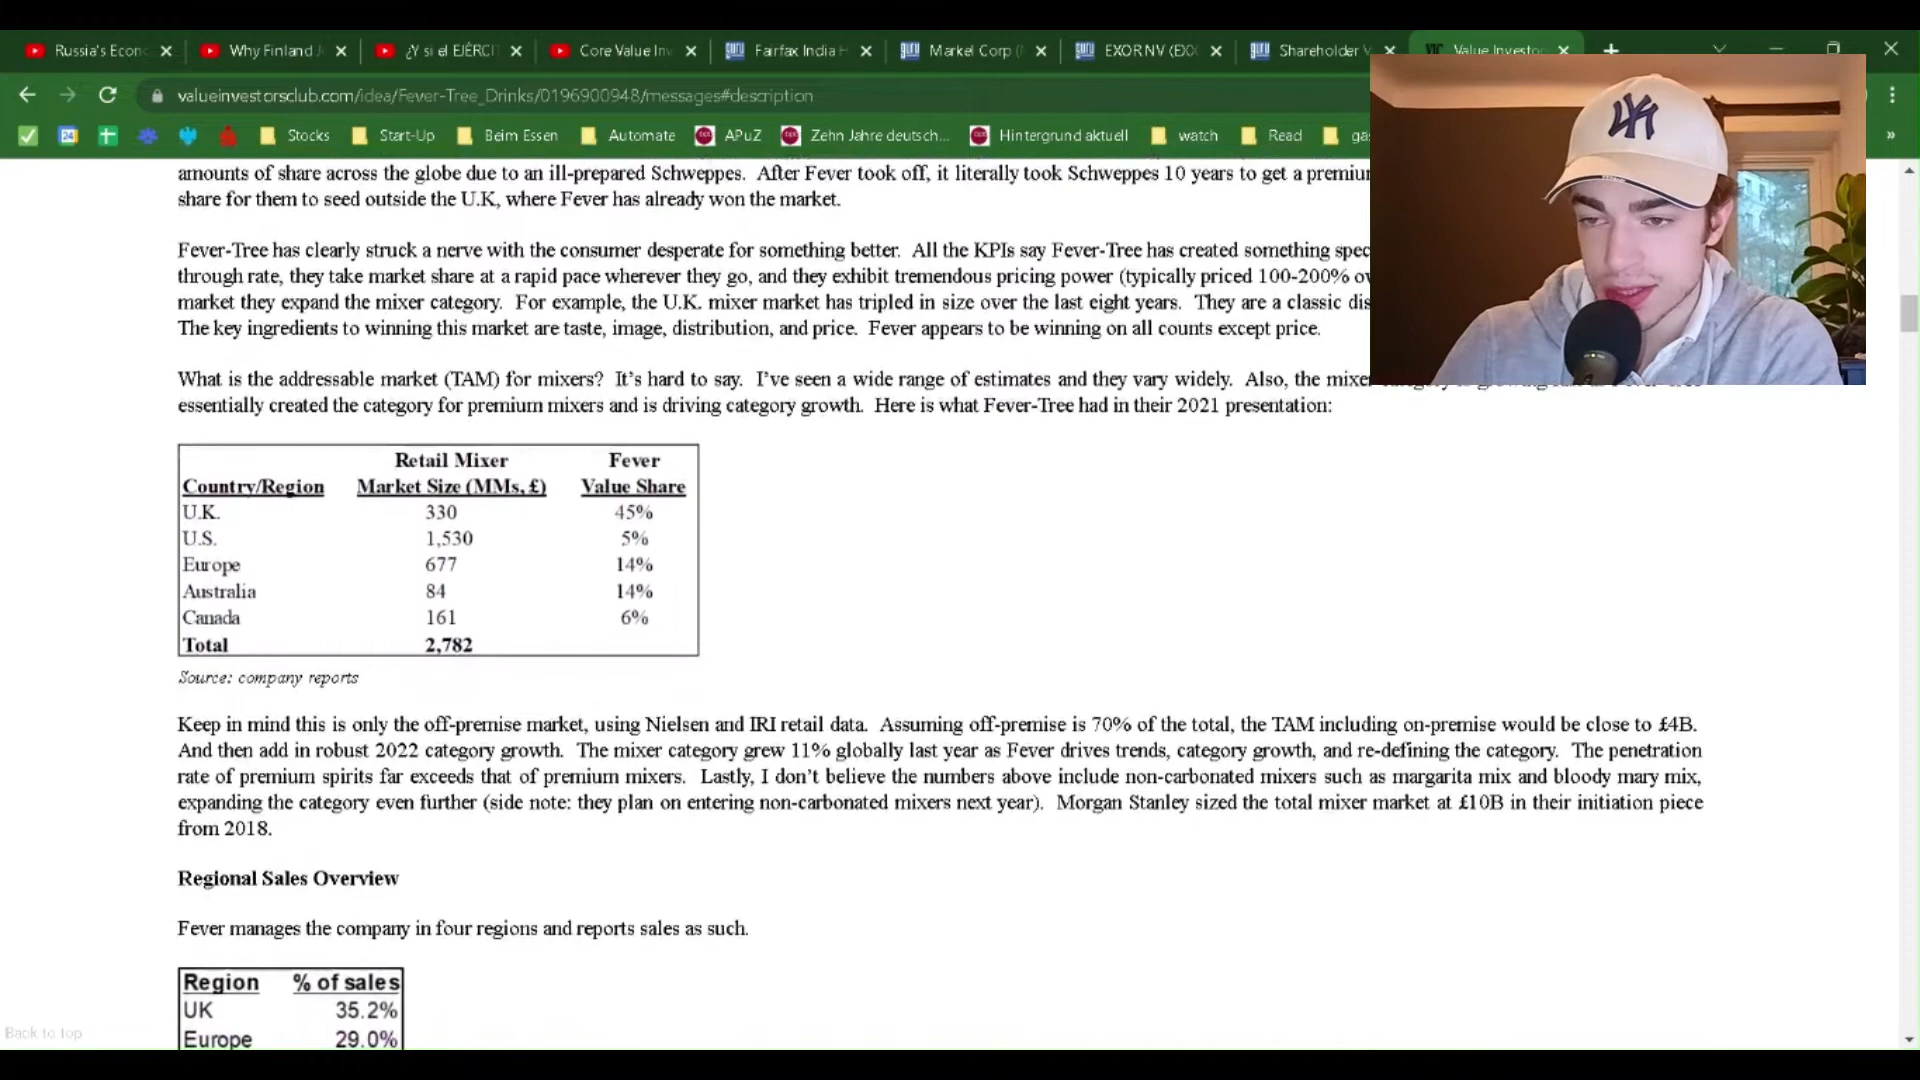 Russia's Econ
Why Finland J
¿Y si el EJÉRCI
Core Value Inv
Fairfax India H
Markel Corp (
EXOR NV (EXX
Shareholder V
VIC Value Investo
valueinvestorsclub.com/idea/Fever-Tree_Drinks/0196900948/messages#description
24 Stocks Start-Up Beim Essen Automate APuZ Zehn Jahre deutsch... Hintergrund aktuell watch Read gas »
amounts of share across the globe due to an ill-prepared Schweppes. After Fever took off, it literally took Schweppes 10 years to get a premium
share for them to seed outside the U.K, where Fever has already won the market.
Fever-Tree has clearly struck a nerve with the consumer desperate for something better. All the KPIs say Fever-Tree has created something spec
through rate, they take market share at a rapid pace wherever they go, and they exhibit tremendous pricing power (typically priced 100-200% ov
market they expand the mixer category. For example, the U.K. mixer market has tripled in size over the last eight years. They are a classic dis
The key ingredients to winning this market are taste, image, distribution, and price. Fever appears to be winning on all counts except price.
What is the addressable market (TAM) for mixers? It's hard to say. I've seen a wide range of estimates and they vary widely. Also, the mixer
essentially created the category for premium mixers and is driving category growth. Here is what Fever-Tree had in their 2021 presentation:
Retail Mixer Fever
Country/Region Market Size (MMs, £) Value Share
U.K. 330 45%
U.S. 1,530 5%
Europe 677 14%
Australia 84 14%
Canada 161 6%
Total 2,782
Source: company reports
Keep in mind this is only the off-premise market, using Nielsen and IRI retail data. Assuming off-premise is 70% of the total, the TAM including on-premise would be close to £4B.
And then add in robust 2022 category growth. The mixer category grew 11% globally last year as Fever drives trends, category growth, and re-defining the category. The penetration
rate of premium spirits far exceeds that of premium mixers. Lastly, I don't believe the numbers above include non-carbonated mixers such as margarita mix and bloody mary mix,
expanding the category even further (side note: they plan on entering non-carbonated mixers next year). Morgan Stanley sized the total mixer market at £10B in their initiation piece
from 2018.
Regional Sales Overview
Fever manages the company in four regions and reports sales as such.
Region % of sales
UK 35.2%
Europe 29.0%
Back to top